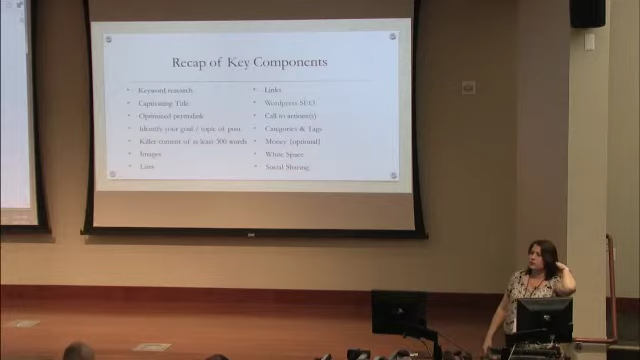 Recap of Key Components
Keyword research
Captivating Title
Optimized permalink
Identify your goal / topic of post
Killer content of at least 300 words
Images
Lists
Links
Wordpress SEO
Call to actions(s)
Categories & Tags
Money {optional}
White Space
Social Sharing